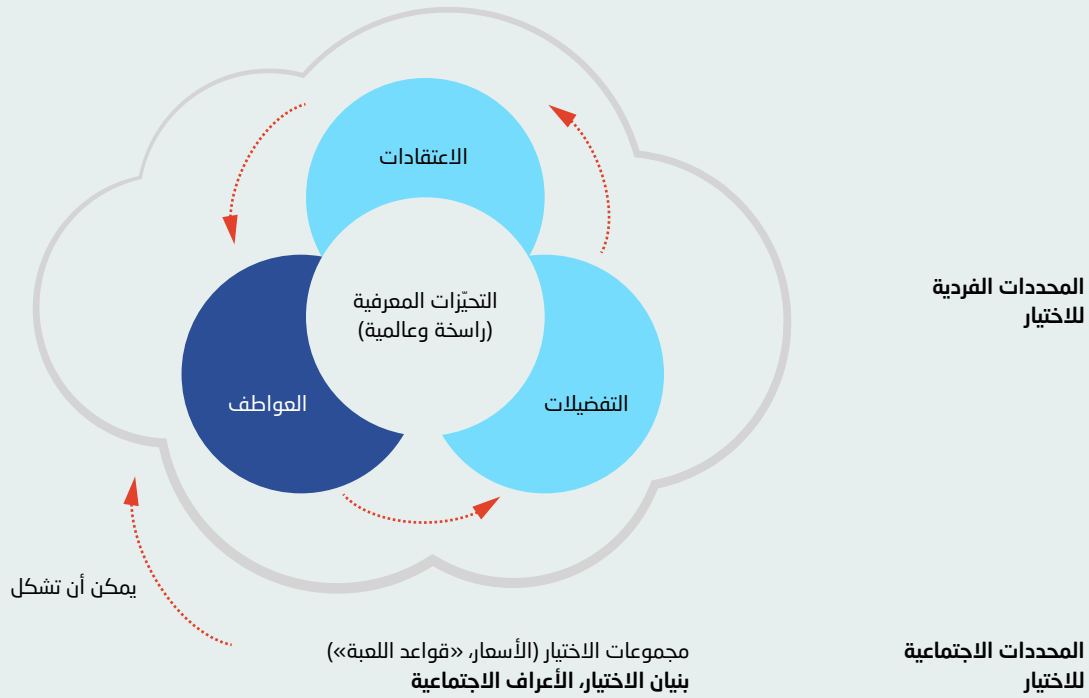 الاعتقادات
التحيّزات المعرفية
(راسخة وعالمية)
المحددات الفردية
للاختيار
التفضيلات
العواطف
يمكن أن تشكل
المحددات الاجتماعية
للاختيار
مجموعات الاختيار (الأسعار، «قواعد اللعبة»)
بنيان الاختيار، الأعراف الاجتماعية